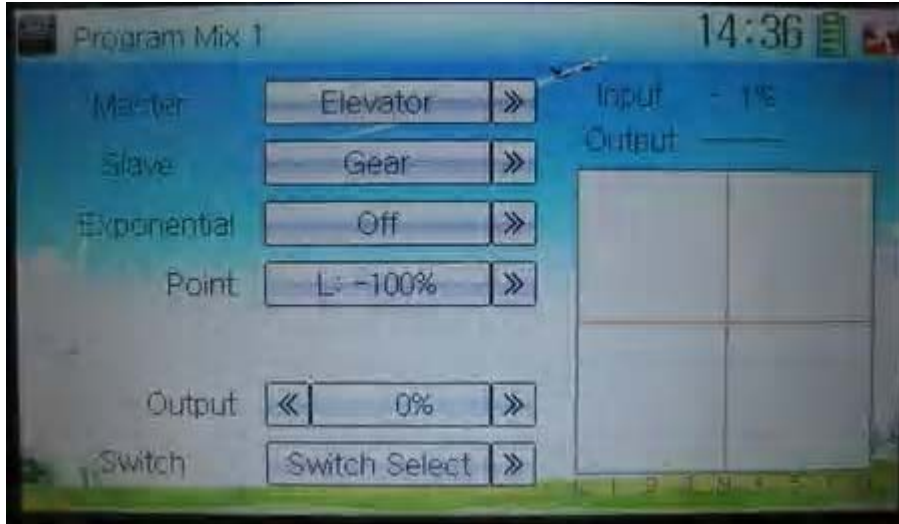 Program Mix 1
14:36
Master
Elevator
Input
- 1%
Output
Slave
Gear
Exponential
Off
Point
L: -100%
Output
0%
Switch
Switch Select